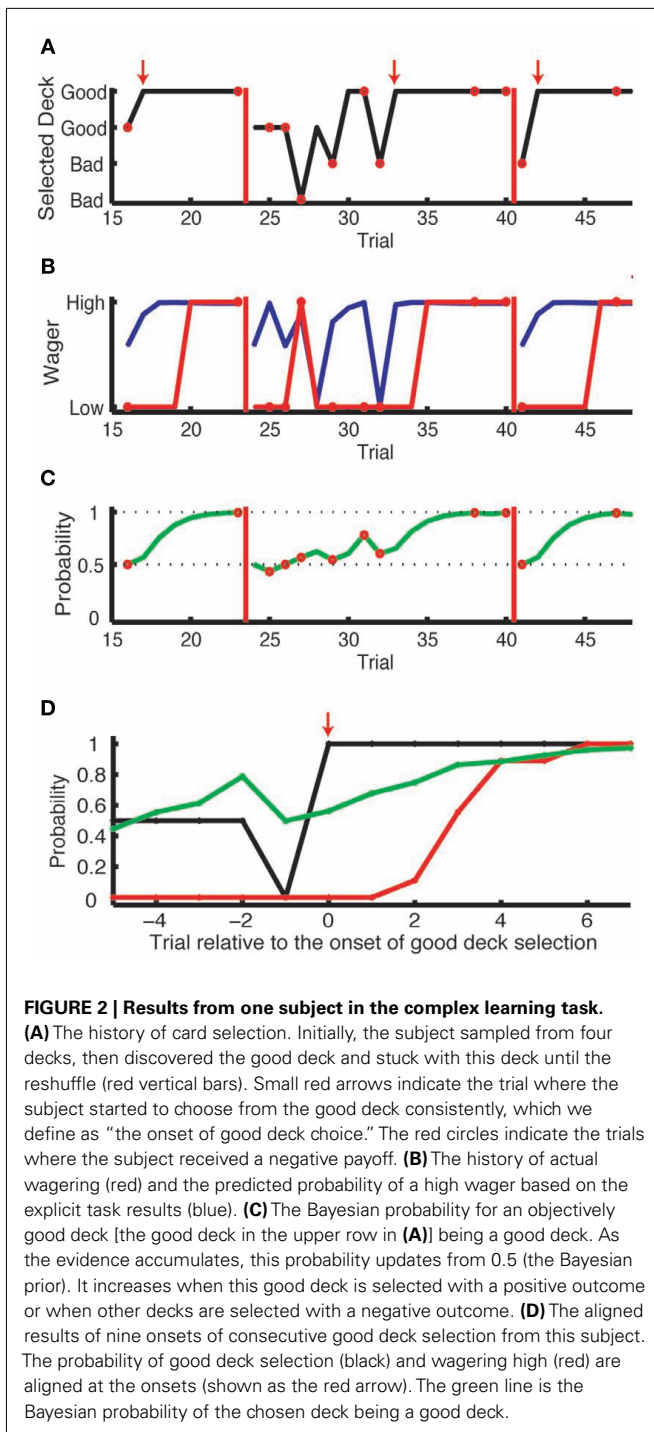 A
Selected Deck
Good
Good
Bad
Bad
15 20 25 30 35 40 45
Trial
B
Wager
High
Low
15 20 25 30 35 40 45
Trial
C
Probability
1
0.5
0
15 20 25 30 35 40 45
Trial
D
Probability
1
0.8
0.6
0.4
0.2
0
−4 −2 0 2 4 6
Trial relative to the onset of good deck selection
FIGURE 2 | Results from one subject in the complex learning task.
(A) The history of card selection. Initially, the subject sampled from four
decks, then discovered the good deck and stuck with this deck until the
reshuffle (red vertical bars). Small red arrows indicate the trial where the
subject started to choose from the good deck consistently, which we
define as “the onset of good deck choice.” The red circles indicate the trials
where the subject received a negative payoff. (B) The history of actual
wagering (red) and the predicted probability of a high wager based on the
explicit task results (blue). (C) The Bayesian probability for an objectively
good deck [the good deck in the upper row in (A)] being a good deck. As
the evidence accumulates, this probability updates from 0.5 (the Bayesian
prior). It increases when this good deck is selected with a positive outcome
or when other decks are selected with a negative outcome. (D) The aligned
results of nine onsets of consecutive good deck selection from this subject.
The probability of good deck selection (black) and wagering high (red) are
aligned at the onsets (shown as the red arrow). The green line is the
Bayesian probability of the chosen deck being a good deck.